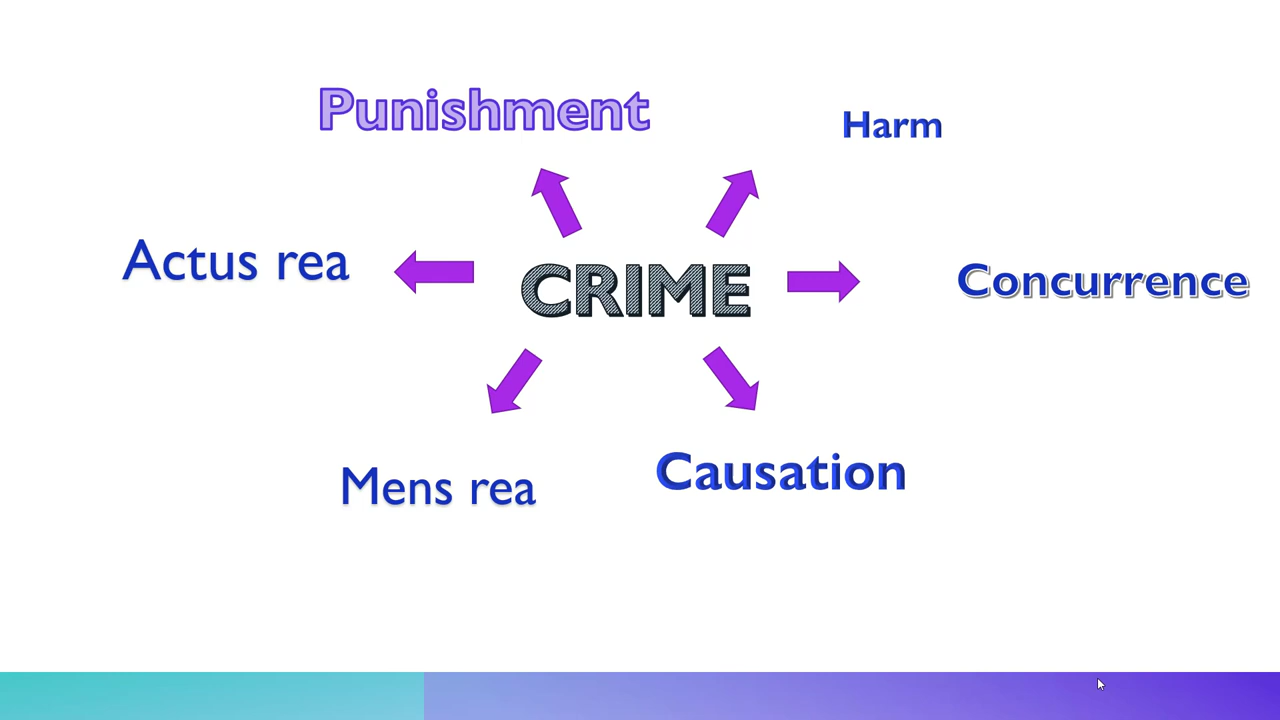 Punishment
Harm
Actus rea
CRIME
Concurrence
Mens rea
Causation